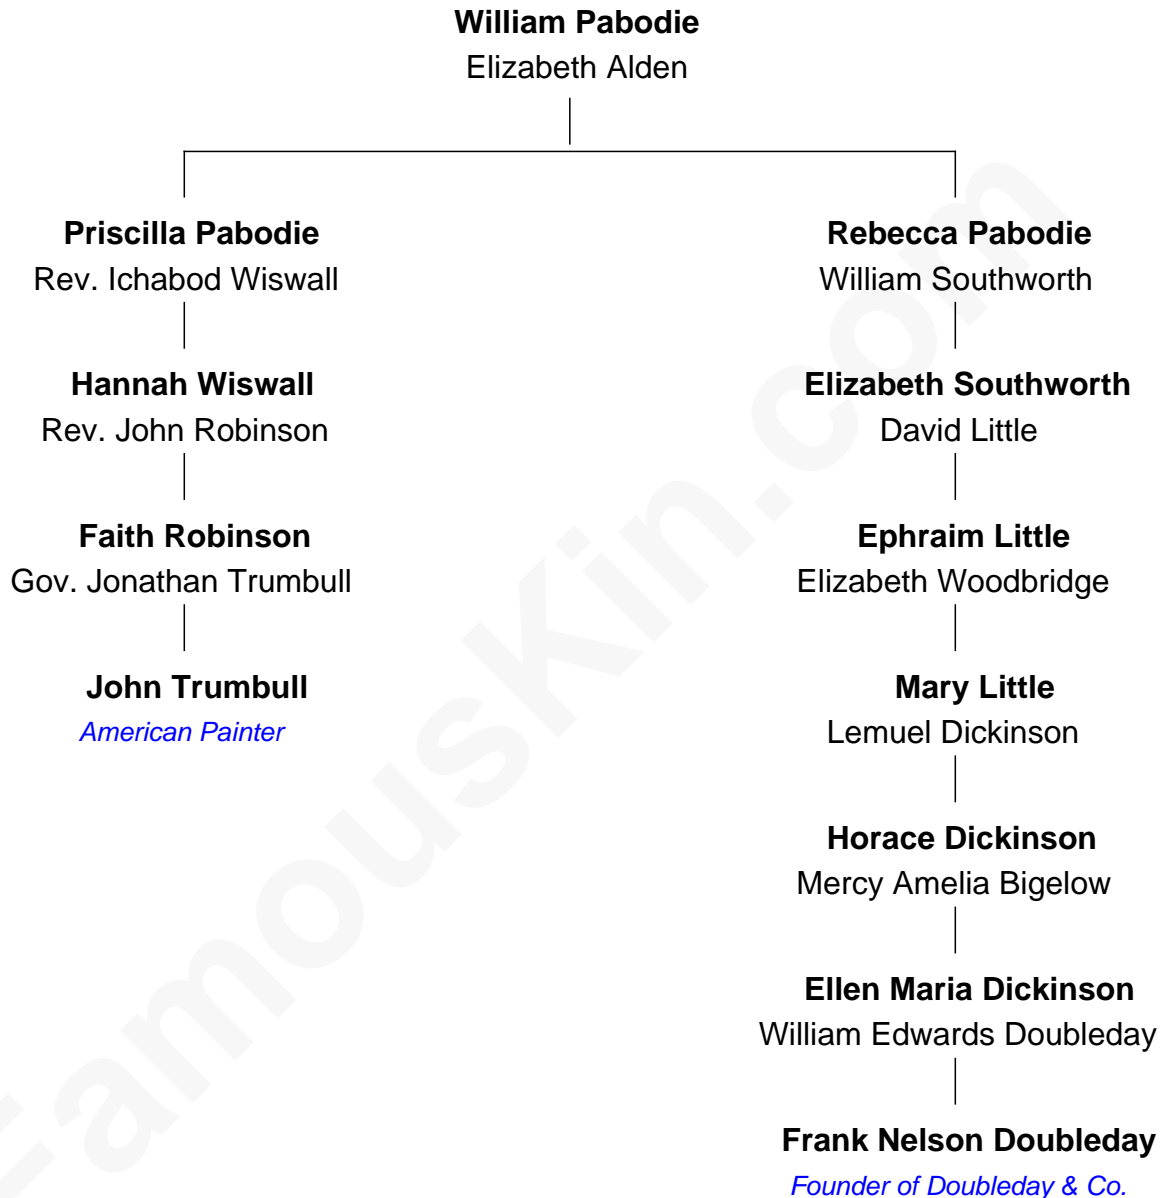 William Pabodie
Elizabeth Alden
Priscilla Pabodie
Rev. Ichabod Wiswall
Hannah Wiswall
Rev. John Robinson
Faith Robinson
Gov. Jonathan Trumbull
John Trumbull
American Painter
Rebecca Pabodie
William Southworth
Elizabeth Southworth
David Little
Ephraim Little
Elizabeth Woodbridge
Mary Little
Lemuel Dickinson
Horace Dickinson
Mercy Amelia Bigelow
Ellen Maria Dickinson
William Edwards Doubleday
Frank Nelson Doubleday
Founder of Doubleday & Co.
FamousKin.com